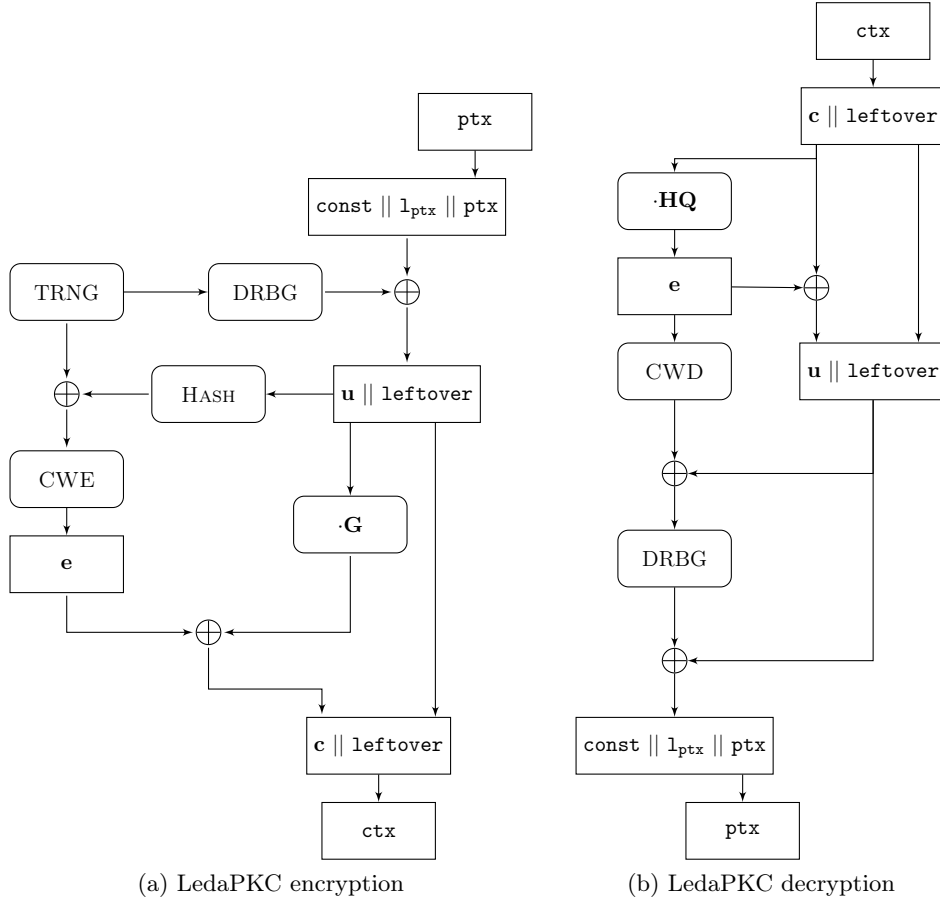 ptx
const || l_ptx || ptx
TRNG
DRBG
HASH
u || leftover
CWE
·G
e
c || leftover
ctx
(a) LedaPKC encryption
ctx
c || leftover
·HQ
e
CWD
u || leftover
DRBG
const || l_ptx || ptx
ptx
(b) LedaPKC decryption